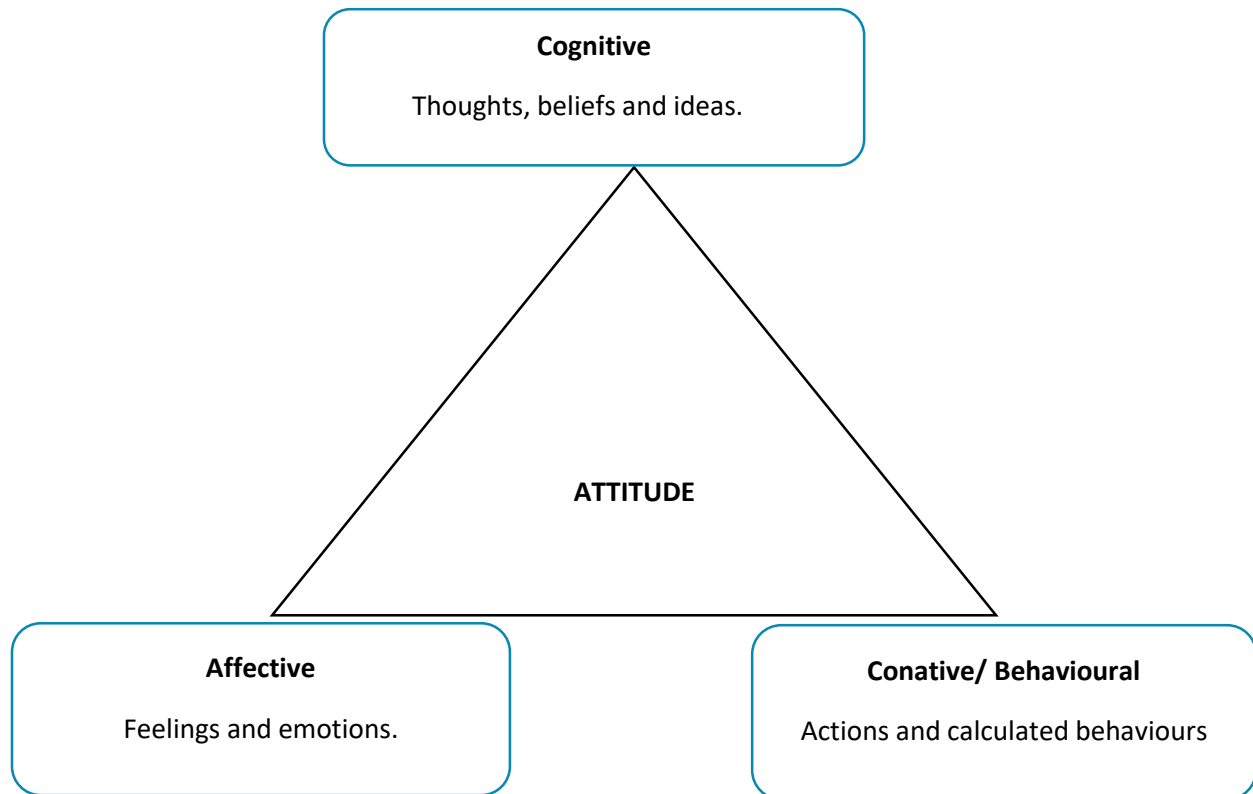 Cognitive
Thoughts, beliefs and ideas.
ATTITUDE
Affective
Feelings and emotions.
Conative/ Behavioural
Actions and calculated behaviours